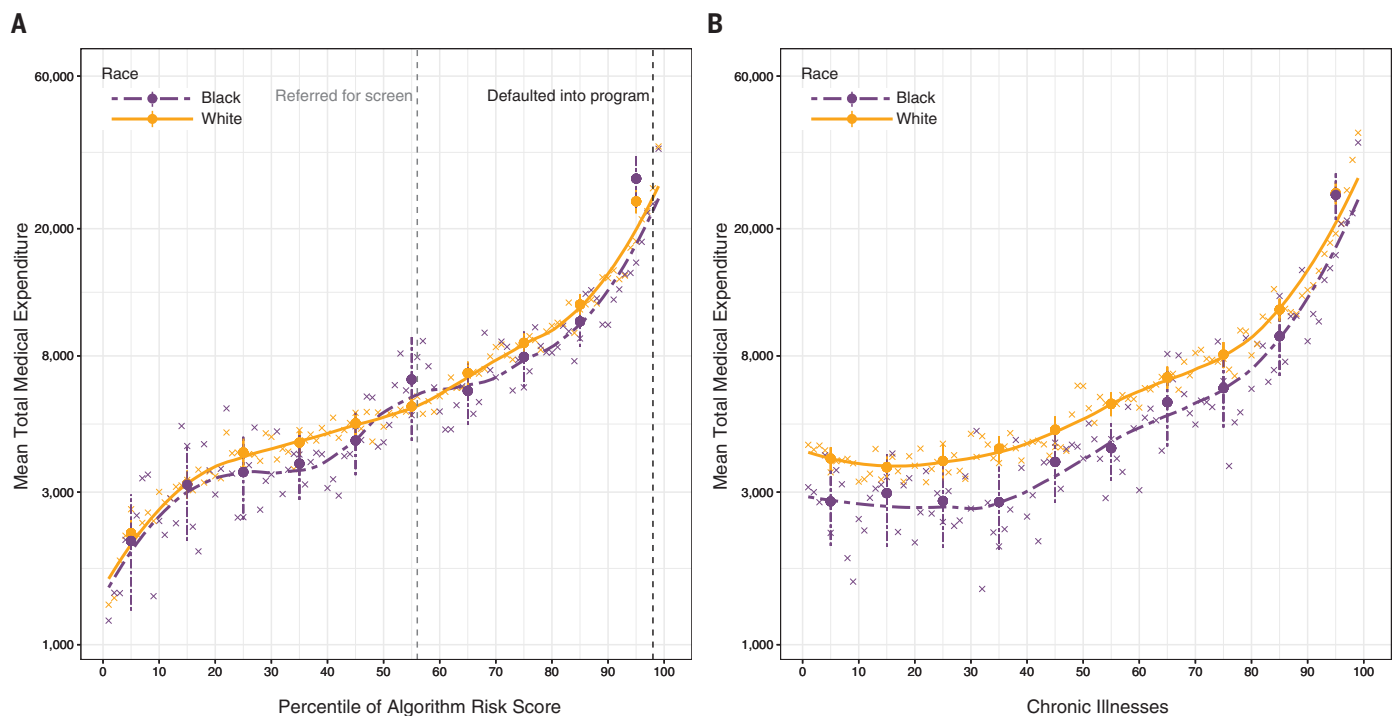 A
Race
Black
White
Referred for screen
Defaulted into program
Mean Total Medical Expenditure
60,000
20,000
8,000
3,000
1,000
0 10 20 30 40 50 60 70 80 90 100
Percentile of Algorithm Risk Score
B
Race
Black
White
Mean Total Medical Expenditure
60,000
20,000
8,000
3,000
1,000
0 10 20 30 40 50 60 70 80 90 100
Chronic Illnesses